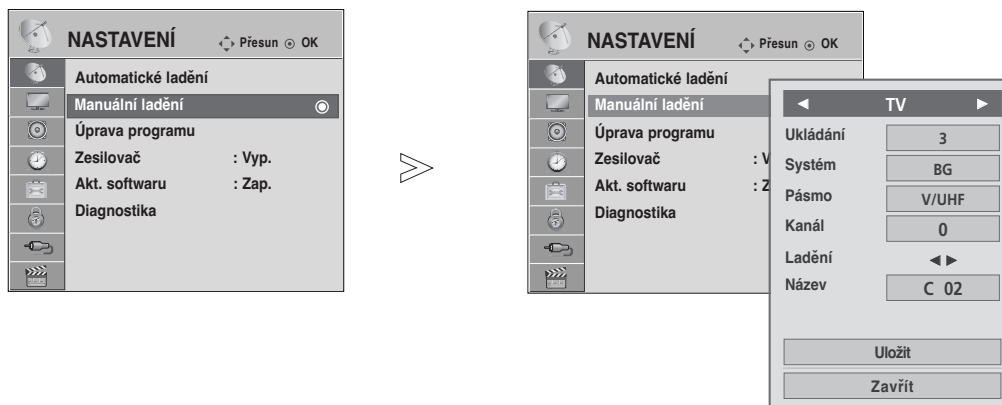 NASTAVENÍ Přesun OK
Automatické ladění
Manuální ladění
Úprava programu
Zesilovač : Vyp.
Akt. softwaru : Zap.
Diagnostika
NASTAVENÍ Přesun OK
Automatické ladění
Manuální ladění
Úprava programu
Zesilovač : V
Akt. softwaru : Z
Diagnostika
◄ TV ►
Ukládání 3
Systém BG
Pásmo V/UHF
Kanál 0
Ladění ◄ ►
Název C 02
Uložit
Zavřít